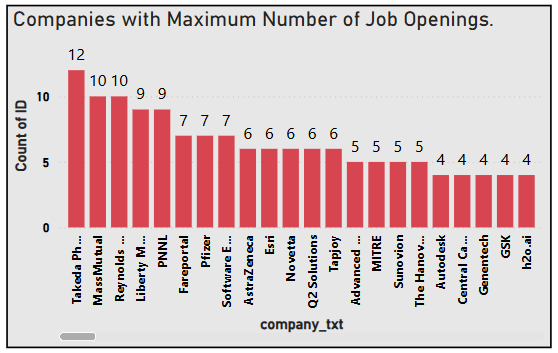 Companies with Maximum Number of Job Openings.
12
10
10
9
9
7
7
7
6
6
6
6
6
5
5
5
5
4
4
4
4
4
Count of ID
10
5
0
Takeda Ph...
MassMutual
Reynolds ...
Liberty M...
PNNL
Fareportal
Pfizer
Software E...
AstraZeneca
Esri
Novetta
Q2 Solutions
Tapjoy
Advanced ...
MITRE
Sunovion
The Hanov...
Autodesk
Central Ca...
Genentech
GSK
h2o.ai
company_txt